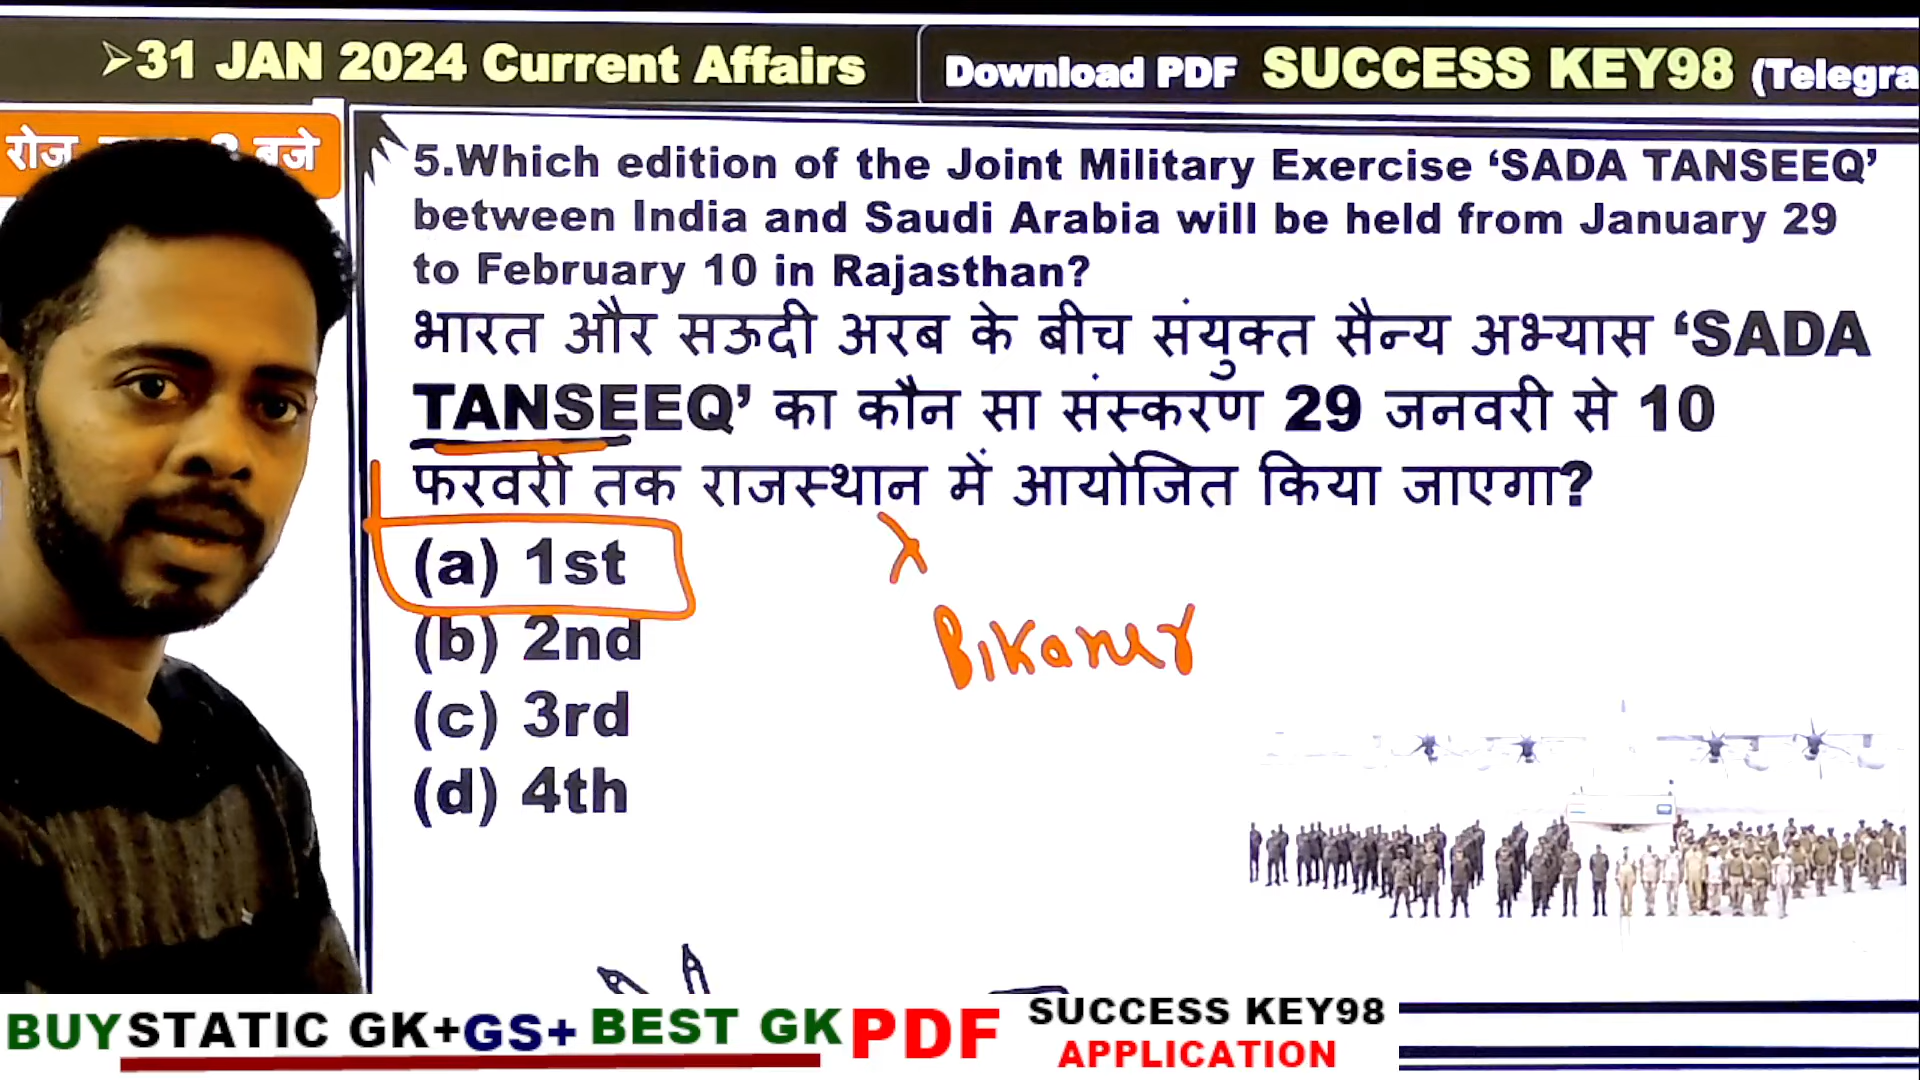 ➢31 JAN 2024 Current Affairs
Download PDF SUCCESS KEY98 (Telegra
रोज बजे
5.Which edition of the Joint Military Exercise ‘SADA TANSEEQ’
between India and Saudi Arabia will be held from January 29
to February 10 in Rajasthan?
भारत और सऊदी अरब के बीच संयुक्त सैन्य अभ्यास ‘SADA
TANSEEQ’ का कौन सा संस्करण 29 जनवरी से 10
फरवरी तक राजस्थान में आयोजित किया जाएगा?
(a) 1st
(b) 2nd
(c) 3rd
(d) 4th
Bikaner
BUY STATIC GK+GS+ BEST GK PDF
SUCCESS KEY98
APPLICATION